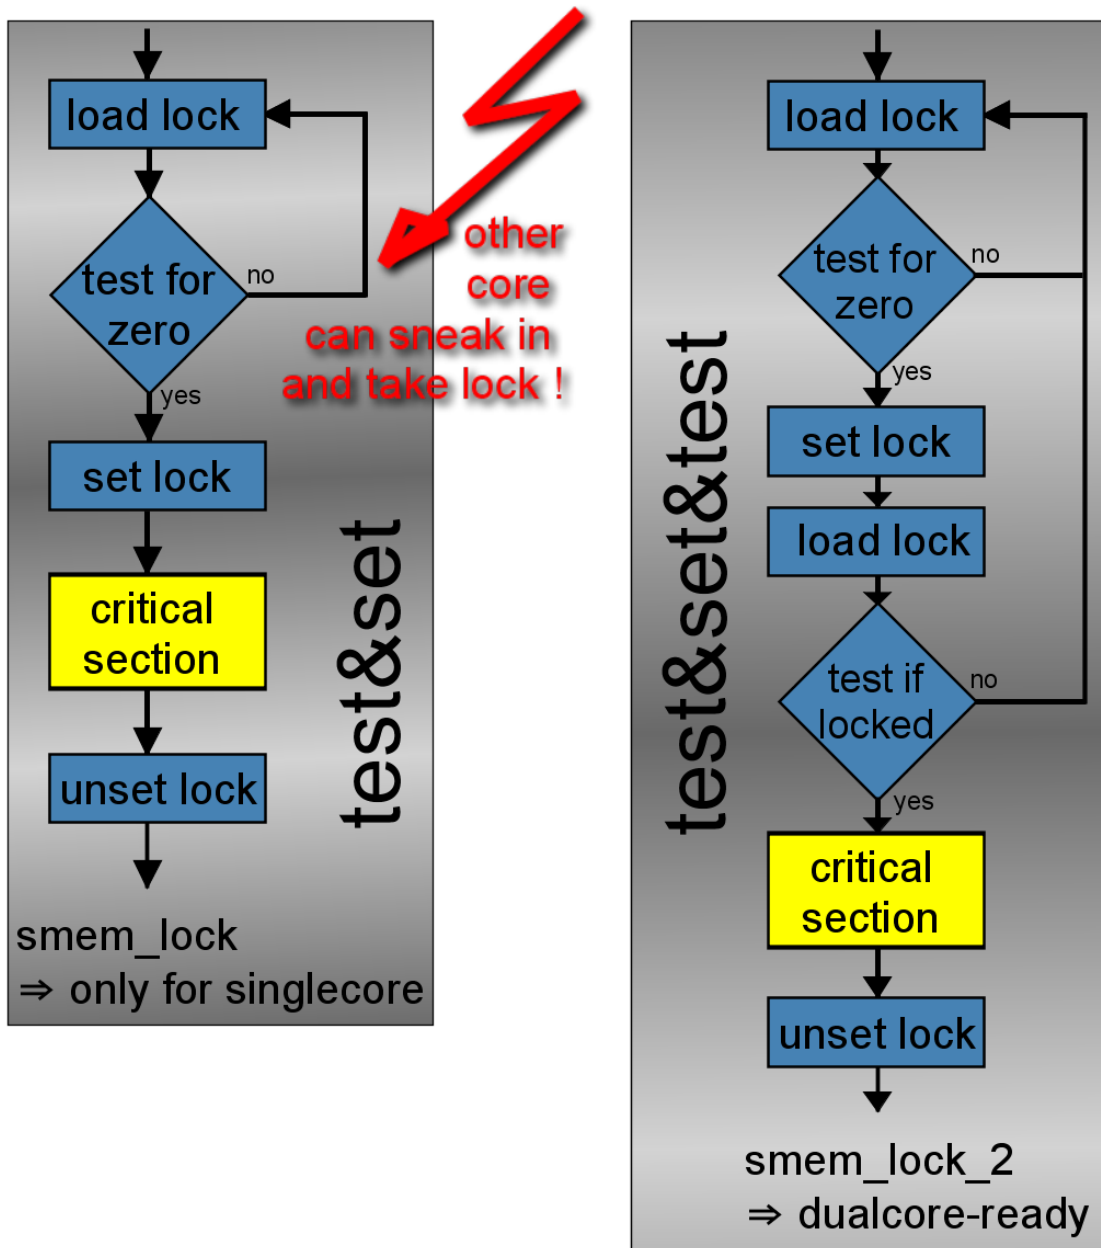 load lock
test for
zero
no
yes
set lock
critical
section
unset lock
test&set
smem_lock
⇒ only for singlecore
other
core
can sneak in
and take lock !
load lock
test for
zero
no
yes
set lock
load lock
test if
locked
no
yes
critical
section
unset lock
test&set&test
smem_lock_2
⇒ dualcore-ready